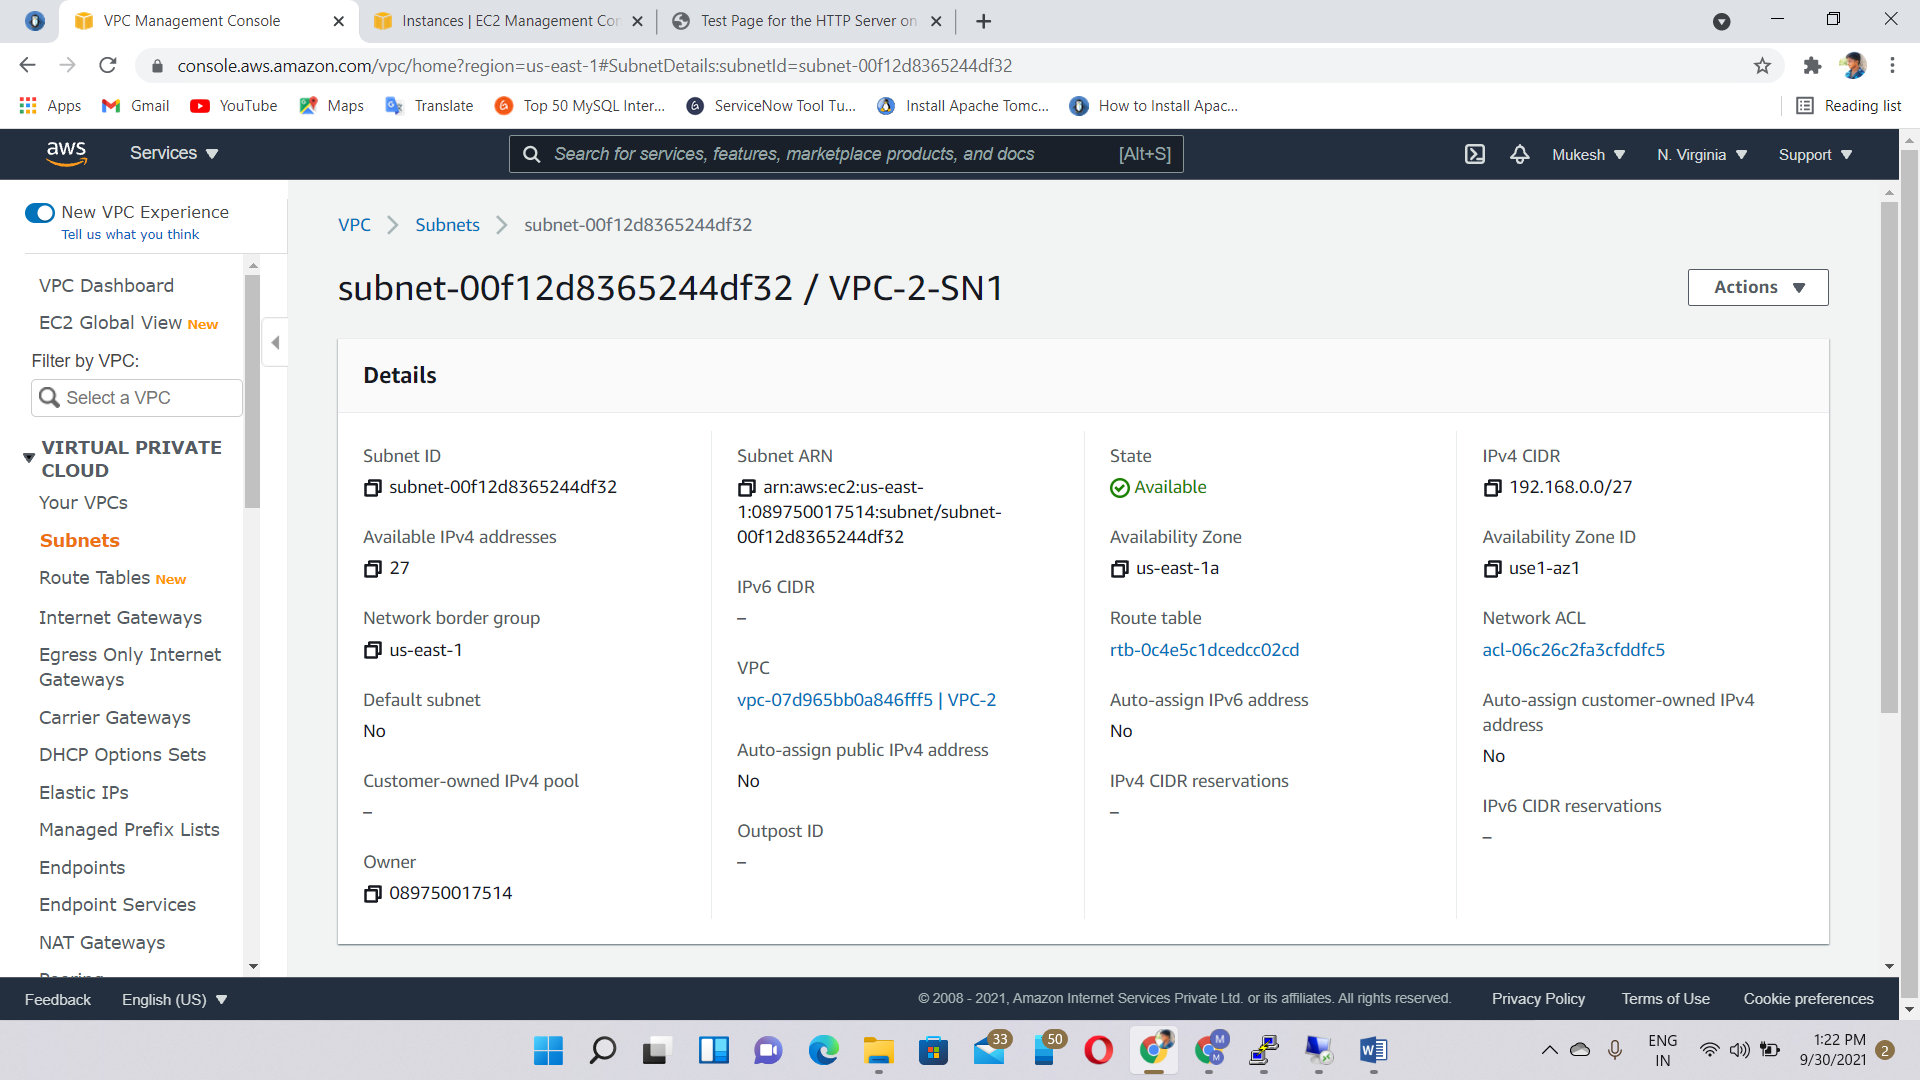 VPC Management Console
Instances | EC2 Management Con
Test Page for the HTTP Server on
console.aws.amazon.com/vpc/home?region=us-east-1#SubnetDetails:subnetId=subnet-00f12d8365244df32
Apps
Gmail
YouTube
Maps
Translate
Top 50 MySQL Inter...
ServiceNow Tool Tu...
Install Apache Tomc...
How to Install Apac...
Reading list
aws
Services
Search for services, features, marketplace products, and docs
[Alt+S]
Mukesh
N. Virginia
Support
New VPC Experience
Tell us what you think
VPC Dashboard
EC2 Global View New
Filter by VPC:
Select a VPC
VIRTUAL PRIVATE
CLOUD
Your VPCs
Subnets
Route Tables New
Internet Gateways
Egress Only Internet
Gateways
Carrier Gateways
DHCP Options Sets
Elastic IPs
Managed Prefix Lists
Endpoints
Endpoint Services
NAT Gateways
VPC
Subnets
subnet-00f12d8365244df32
subnet-00f12d8365244df32 / VPC-2-SN1
Actions
Details
Subnet ID
subnet-00f12d8365244df32
Available IPv4 addresses
27
Network border group
us-east-1
Default subnet
No
Customer-owned IPv4 pool
–
Owner
089750017514
Subnet ARN
arn:aws:ec2:us-east-
1:089750017514:subnet/subnet-
00f12d8365244df32
IPv6 CIDR
–
VPC
vpc-07d965bb0a846fff5 | VPC-2
Auto-assign public IPv4 address
No
Outpost ID
–
State
Available
Availability Zone
us-east-1a
Route table
rtb-0c4e5c1dcedcc02cd
Auto-assign IPv6 address
No
IPv4 CIDR reservations
–
IPv4 CIDR
192.168.0.0/27
Availability Zone ID
use1-az1
Network ACL
acl-06c26c2fa3cfddfc5
Auto-assign customer-owned IPv4
address
No
IPv6 CIDR reservations
–
Feedback
English (US)
© 2008 - 2021, Amazon Internet Services Private Ltd. or its affiliates. All rights reserved.
Privacy Policy
Terms of Use
Cookie preferences
33
50
M
M
ENG
IN
1:22 PM
9/30/2021
2